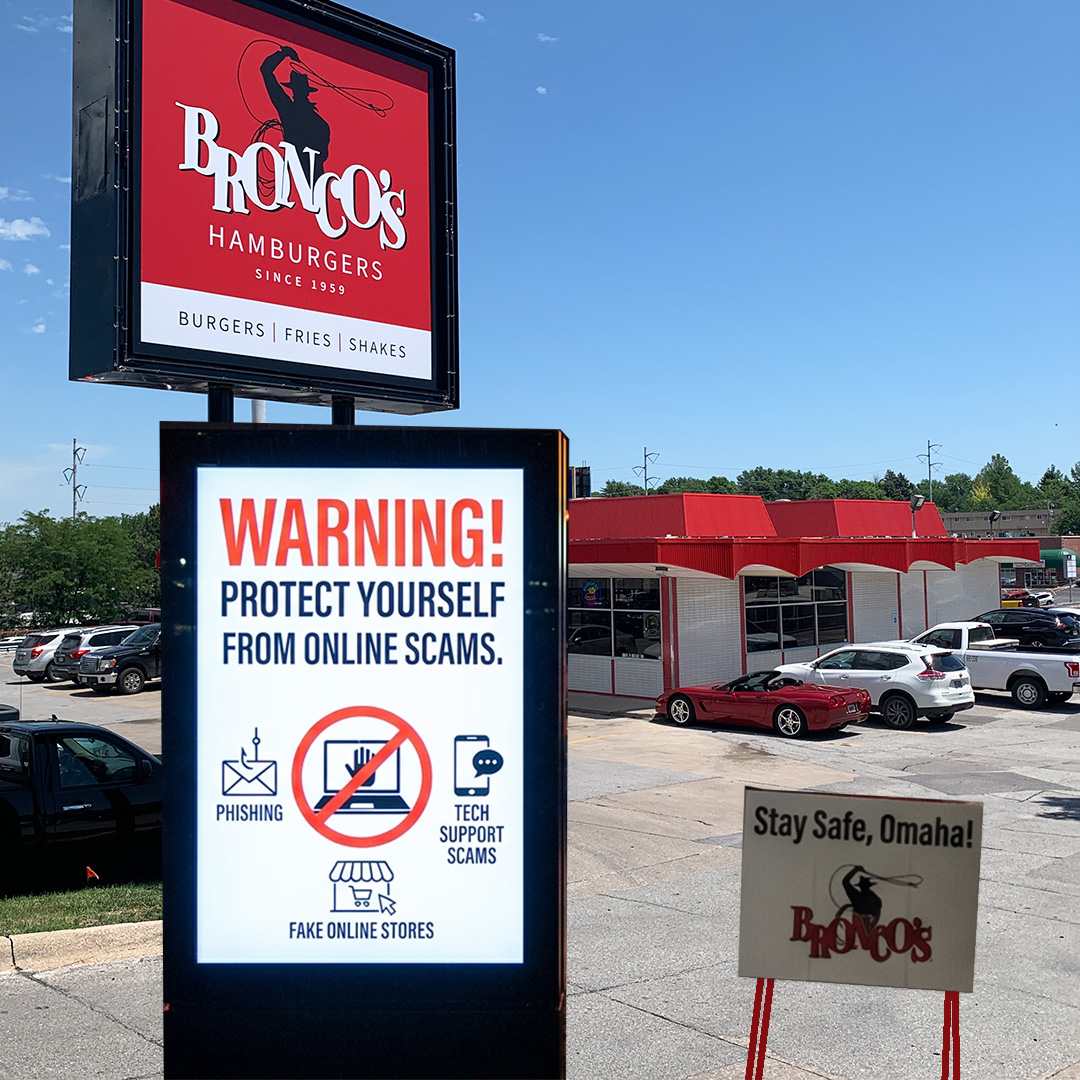 BRONCO'S
HAMBURGERS
SINCE 1959
BURGERS | FRIES | SHAKES
WARNING!
PROTECT YOURSELF
FROM ONLINE SCAMS.
PHISHING
TECH
SUPPORT
SCAMS
FAKE ONLINE STORES
Stay Safe, Omaha!
BRONCO'S